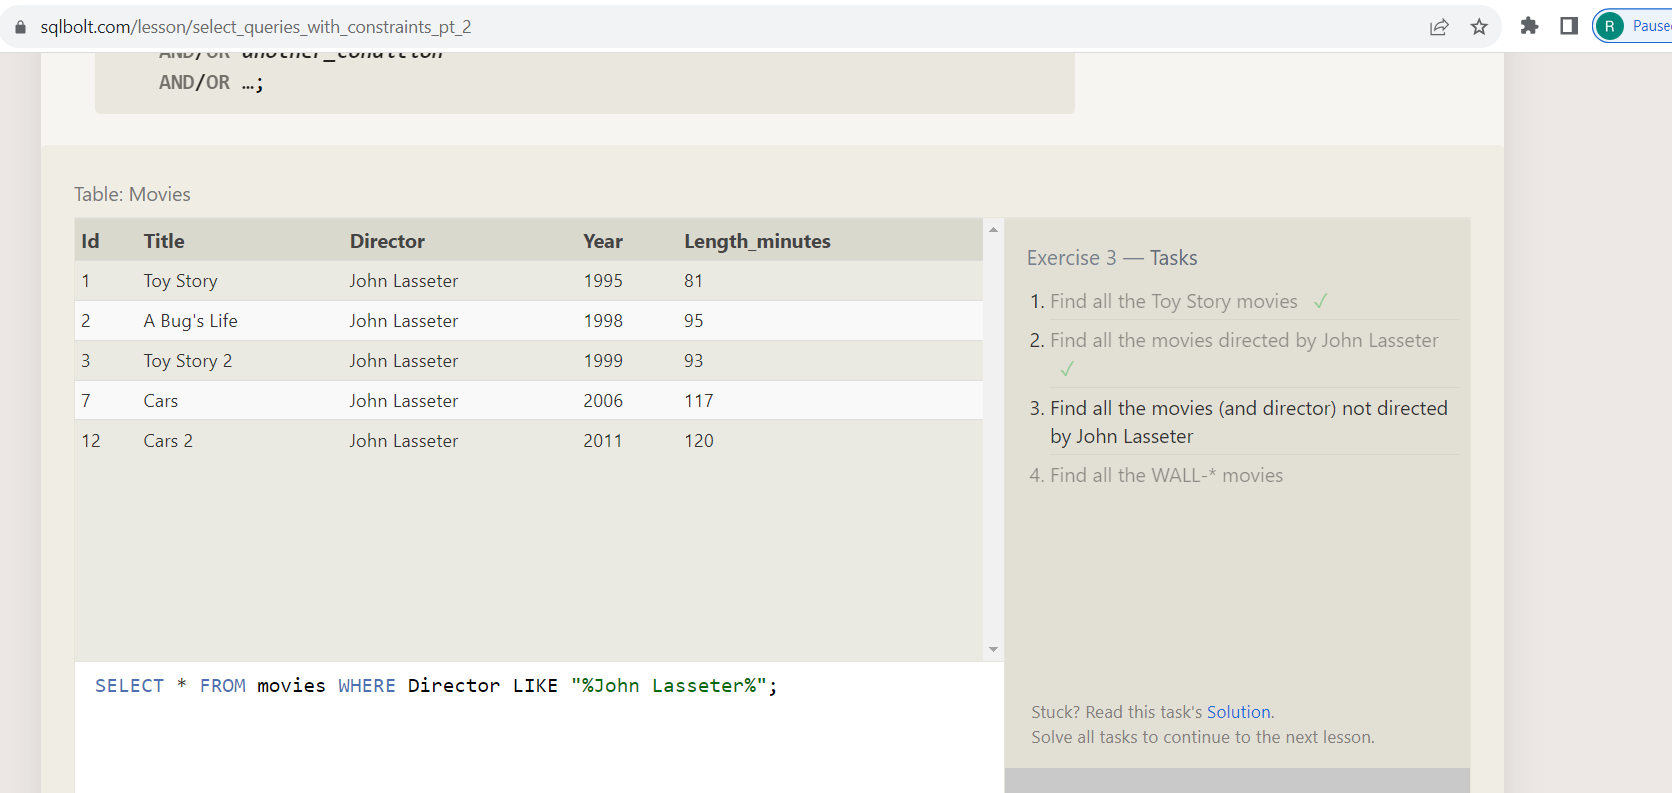 sqlbolt.com/lesson/select_queries_with_constraints_pt_2
R Paused
AND/OR another_condition
AND/OR …;
Table: Movies
Id Title Director Year Length_minutes
1 Toy Story John Lasseter 1995 81
2 A Bug's Life John Lasseter 1998 95
3 Toy Story 2 John Lasseter 1999 93
7 Cars John Lasseter 2006 117
12 Cars 2 John Lasseter 2011 120
SELECT * FROM movies WHERE Director LIKE "%John Lasseter%";
Exercise 3 — Tasks
1. Find all the Toy Story movies ✓
2. Find all the movies directed by John Lasseter
✓
3. Find all the movies (and director) not directed
by John Lasseter
4. Find all the WALL-* movies
Stuck? Read this task's Solution.
Solve all tasks to continue to the next lesson.